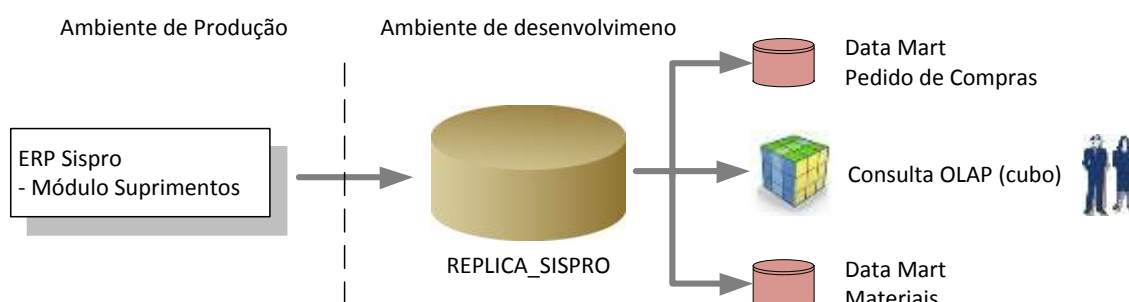 Ambiente de Produção
Ambiente de desenvolvimeno
Data Mart
Pedido de Compras
ERP Sispro
- Módulo Suprimentos
Consulta OLAP (cubo)
REPLICA_SISPRO
Data Mart
Materiais